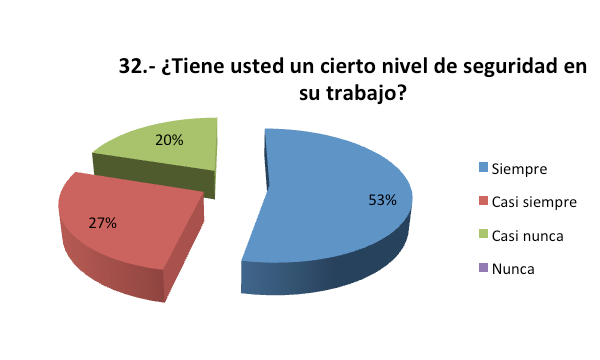 32.- ¿Tiene usted un cierto nivel de seguridad en
su trabajo?
20%
53%
27%
Siempre
Casi siempre
Casi nunca
Nunca